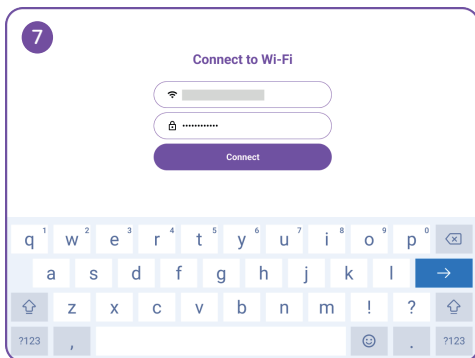 7
Connect to Wi-Fi
••••••••••••
Connect
q 1 w 2 e 3 r 4 t 5 y 6 u 7 i 8 o 9 p 0
a s d f g h j k l
z x c v b n m ! ?
?123 , . ?123